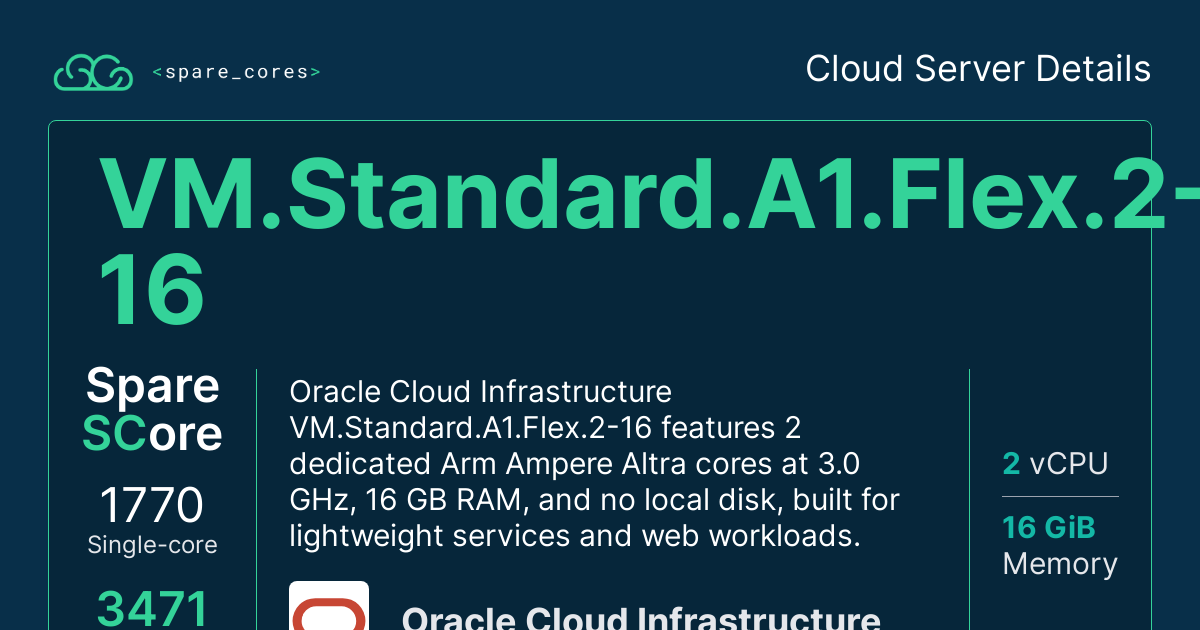 <spare_cores>
Cloud Server Details
VM.Standard.A1.Flex.2-
16
Spare
SCore
1770
Single-core
3471
Oracle Cloud Infrastructure
VM.Standard.A1.Flex.2-16 features 2
dedicated Arm Ampere Altra cores at 3.0
GHz, 16 GB RAM, and no local disk, built for
lightweight services and web workloads.
Oracle Cloud Infrastructure
2 vCPU
16 GiB
Memory